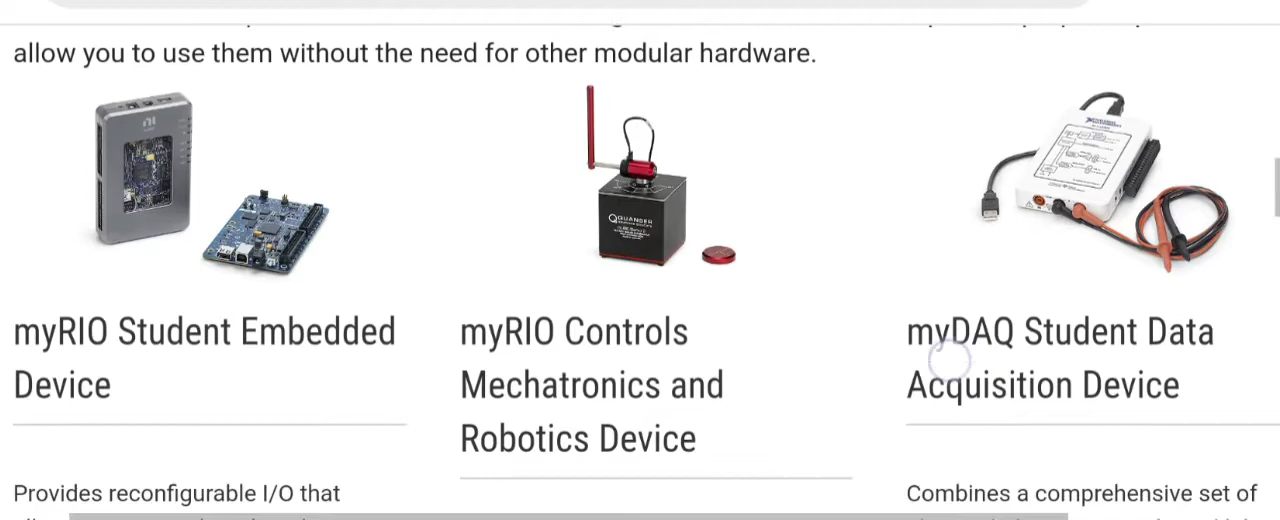 allow you to use them without the need for other modular hardware.
QUANSER
myRIO Student Embedded
Device
myRIO Controls
Mechatronics and
Robotics Device
myDAQ Student Data
Acquisition Device
Provides reconfigurable I/O that
Combines a comprehensive set of